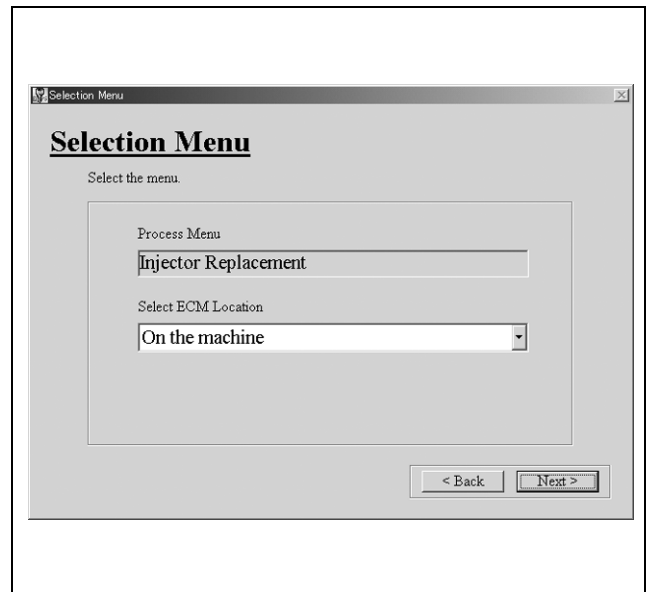 Selection Menu
Selection Menu
Select the menu.
Process Menu
Injector Replacement
Select ECM Location
On the machine
< Back
Next >